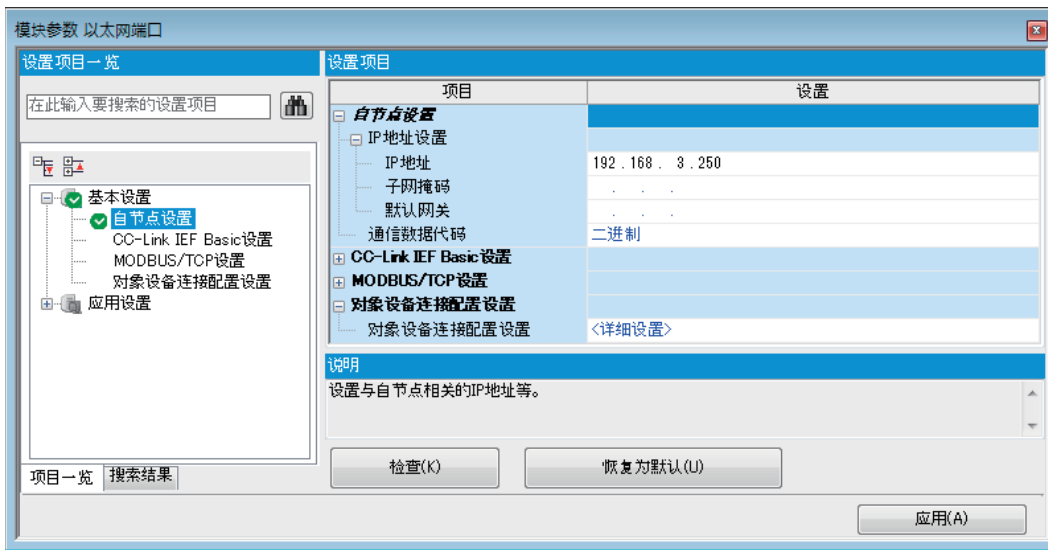 模块参数 以太网端口
设置项目一览
在此输入要搜索的设置项目
基本设置
自节点设置
CC-Link IEF Basic设置
MODBUS/TCP设置
对象设备连接配置设置
应用设置
项目一览 搜索结果
设置项目
项目 设置
自节点设置
IP地址设置
IP地址 192 . 168 . 3 . 250
子网掩码 . . .
默认网关 . . .
通信数据代码 二进制
CC-Link IEF Basic设置
MODBUS/TCP设置
对象设备连接配置设置
对象设备连接配置设置 <详细设置>
说明
设置与自节点相关的IP地址等。
检查(K) 恢复为默认(U)
应用(A)